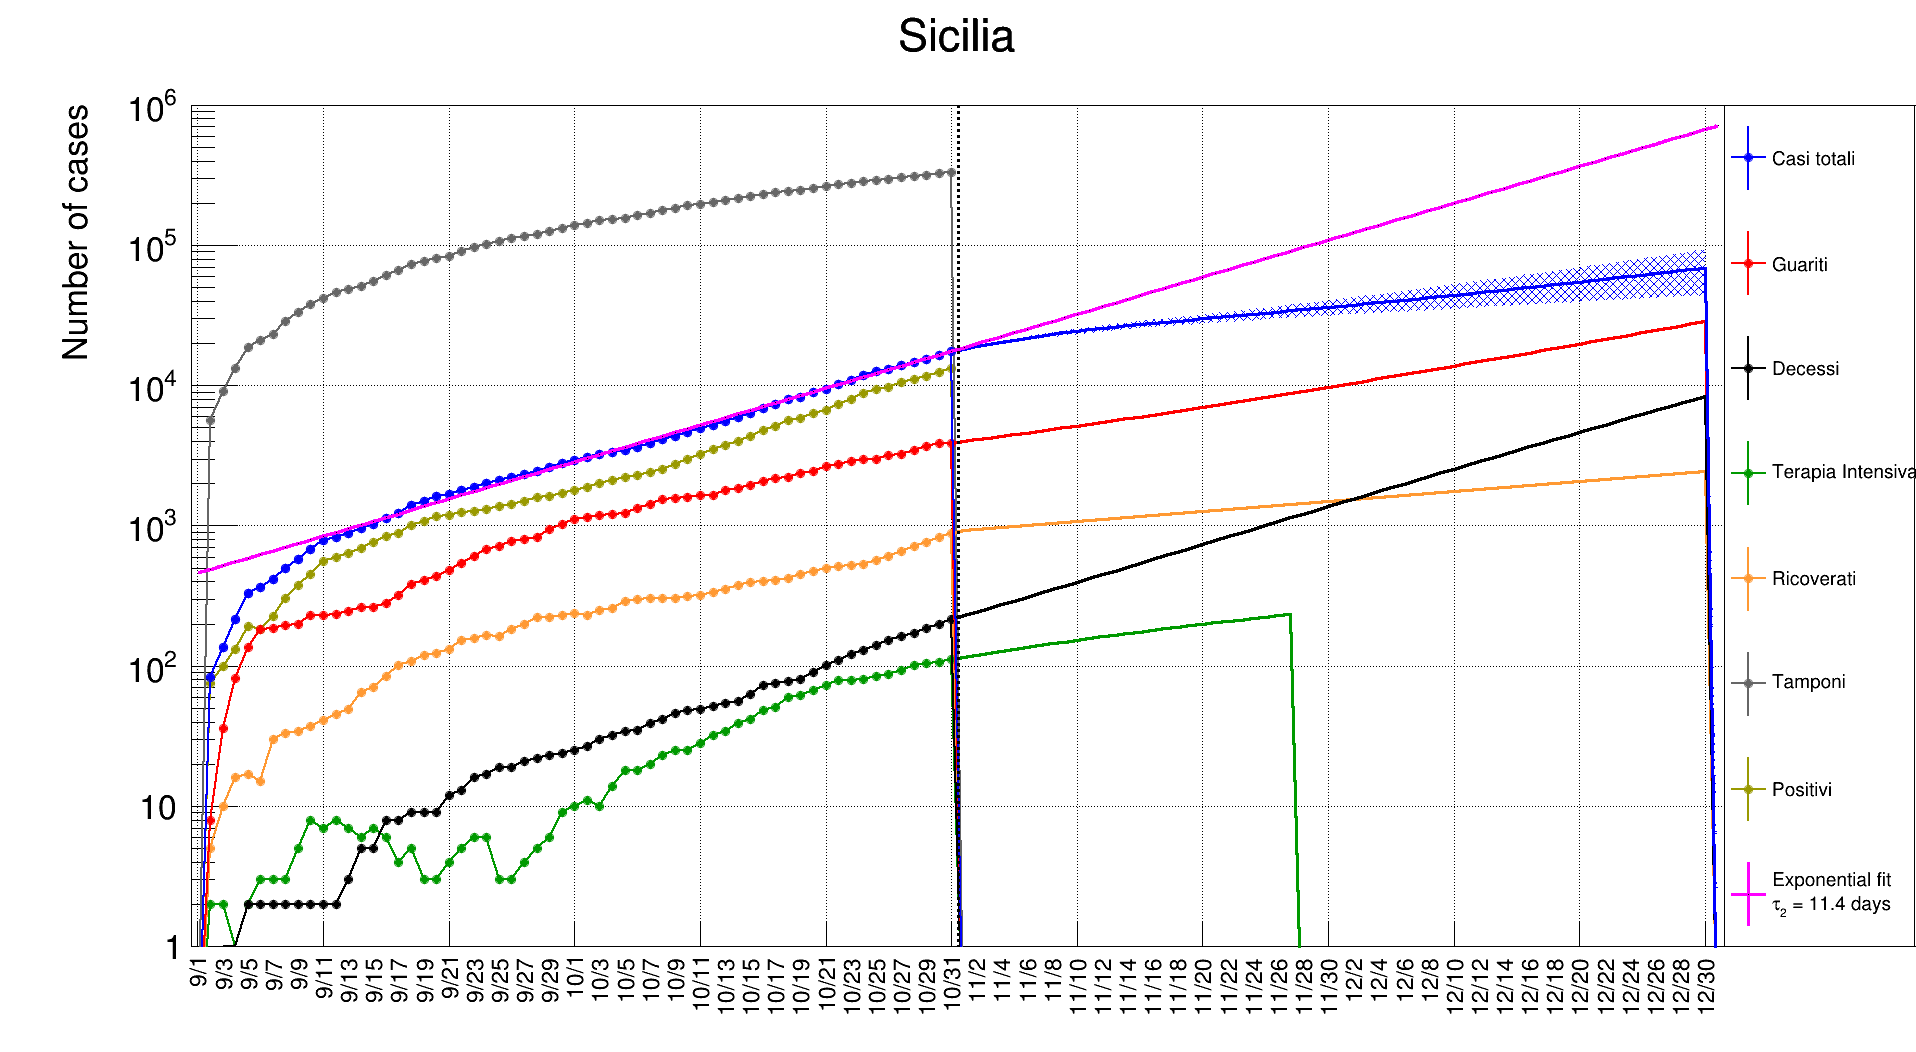 Sicilia
Number of cases
10^6
10^5
10^4
10^3
10^2
10
1
9/1 9/3 9/5 9/7 9/9 9/11 9/13 9/15 9/17 9/19 9/21 9/23 9/25 9/27 9/29 10/1 10/3 10/5 10/7 10/9 10/11 10/13 10/15 10/17 10/19 10/21 10/23 10/25 10/27 10/29 10/31 11/2 11/4 11/6 11/8 11/10 11/12 11/14 11/16 11/18 11/20 11/22 11/24 11/26 11/28 11/30 12/2 12/4 12/6 12/8 12/10 12/12 12/14 12/16 12/18 12/20 12/22 12/24 12/26 12/28 12/30
Casi totali
Guariti
Decessi
Terapia Intensiva
Ricoverati
Tamponi
Positivi
Exponential fit
τ₂ = 11.4 days